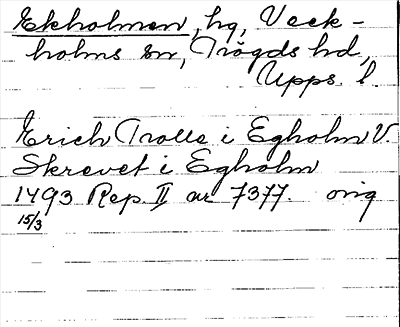 Ekholmen, hg, Veck-
holms sn, Trögds hd,
Upps. l.
Erich Trolle i Egholm V.
Skrevet i Egholm
1493 Rep. II nr 7377. orig
15/3